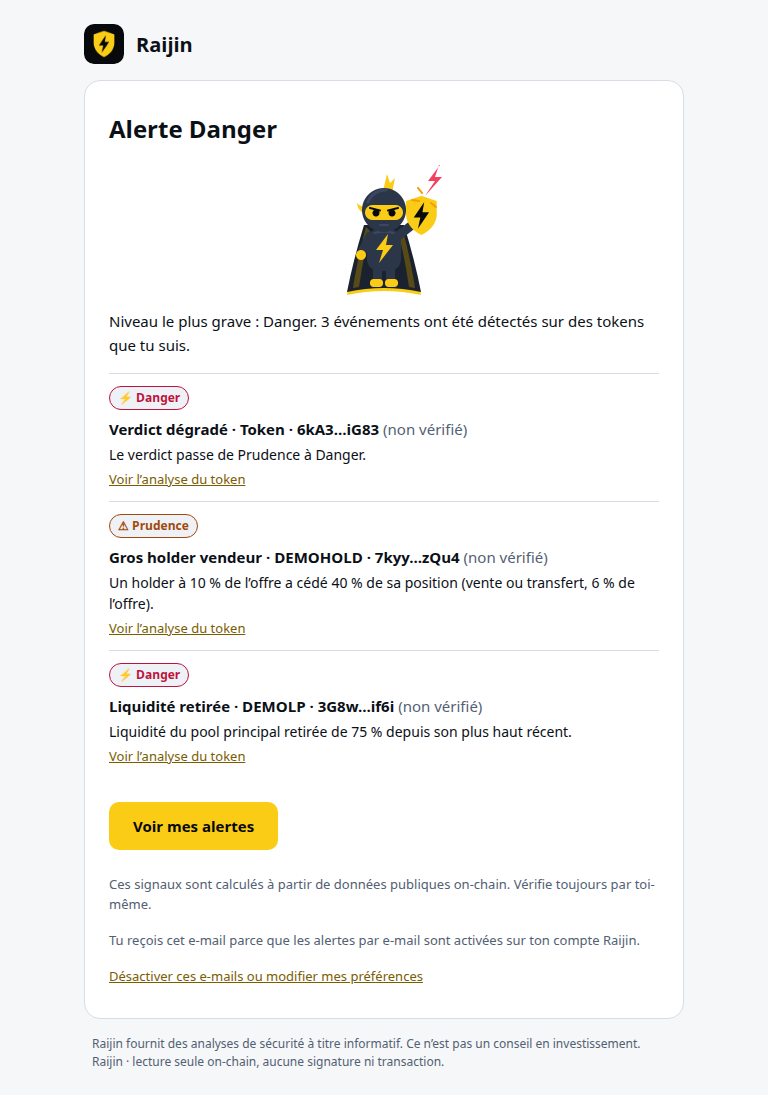 Raijin
Alerte Danger
Niveau le plus grave : Danger. 3 événements ont été détectés sur des tokens
que tu suis.
⚡ Danger
Verdict dégradé · Token · 6kA3…iG83 (non vérifié)
Le verdict passe de Prudence à Danger.
Voir l’analyse du token
⚠ Prudence
Gros holder vendeur · DEMOHOLD · 7kyy…zQu4 (non vérifié)
Un holder à 10 % de l’offre a cédé 40 % de sa position (vente ou transfert, 6 % de
l’offre).
Voir l’analyse du token
⚡ Danger
Liquidité retirée · DEMOLP · 3G8w…if6i (non vérifié)
Liquidité du pool principal retirée de 75 % depuis son plus haut récent.
Voir l’analyse du token
Voir mes alertes
Ces signaux sont calculés à partir de données publiques on-chain. Vérifie toujours par toi-
même.
Tu reçois cet e-mail parce que les alertes par e-mail sont activées sur ton compte Raijin.
Désactiver ces e-mails ou modifier mes préférences
Raijin fournit des analyses de sécurité à titre informatif. Ce n’est pas un conseil en investissement.
Raijin · lecture seule on-chain, aucune signature ni transaction.